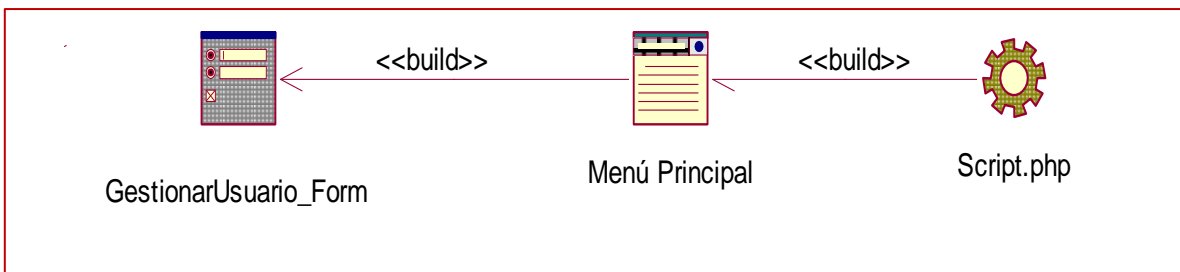 <<build>>
<<build>>
GestionarUsuario_Form
Menú Principal
Script.php